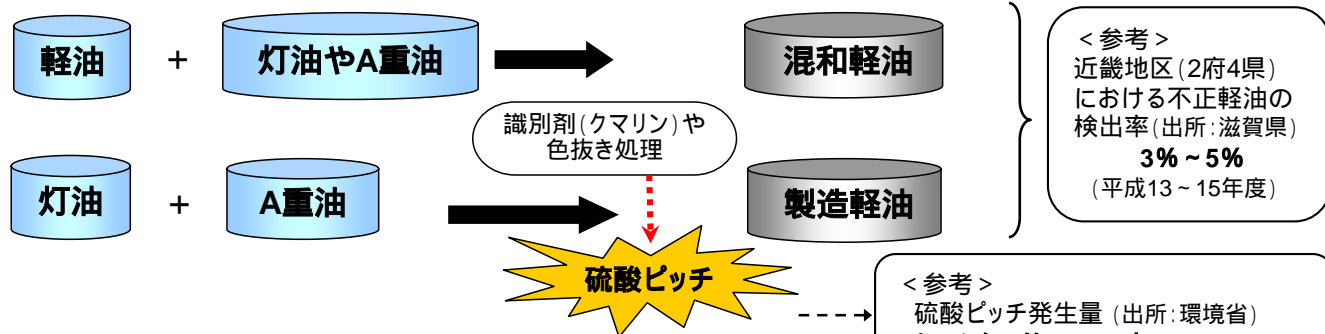 軽油 + 灯油やA重油 混和軽油
識別剤(クマリン)や
色抜き処理
灯油 + A重油 製造軽油
硫酸ピッチ
<参考>
近畿地区(2府4県)
における不正軽油の
検出率(出所:滋賀県)
3%~5%
(平成13~15年度)
<参考>
硫酸ピッチ発生量 (出所:環境省)